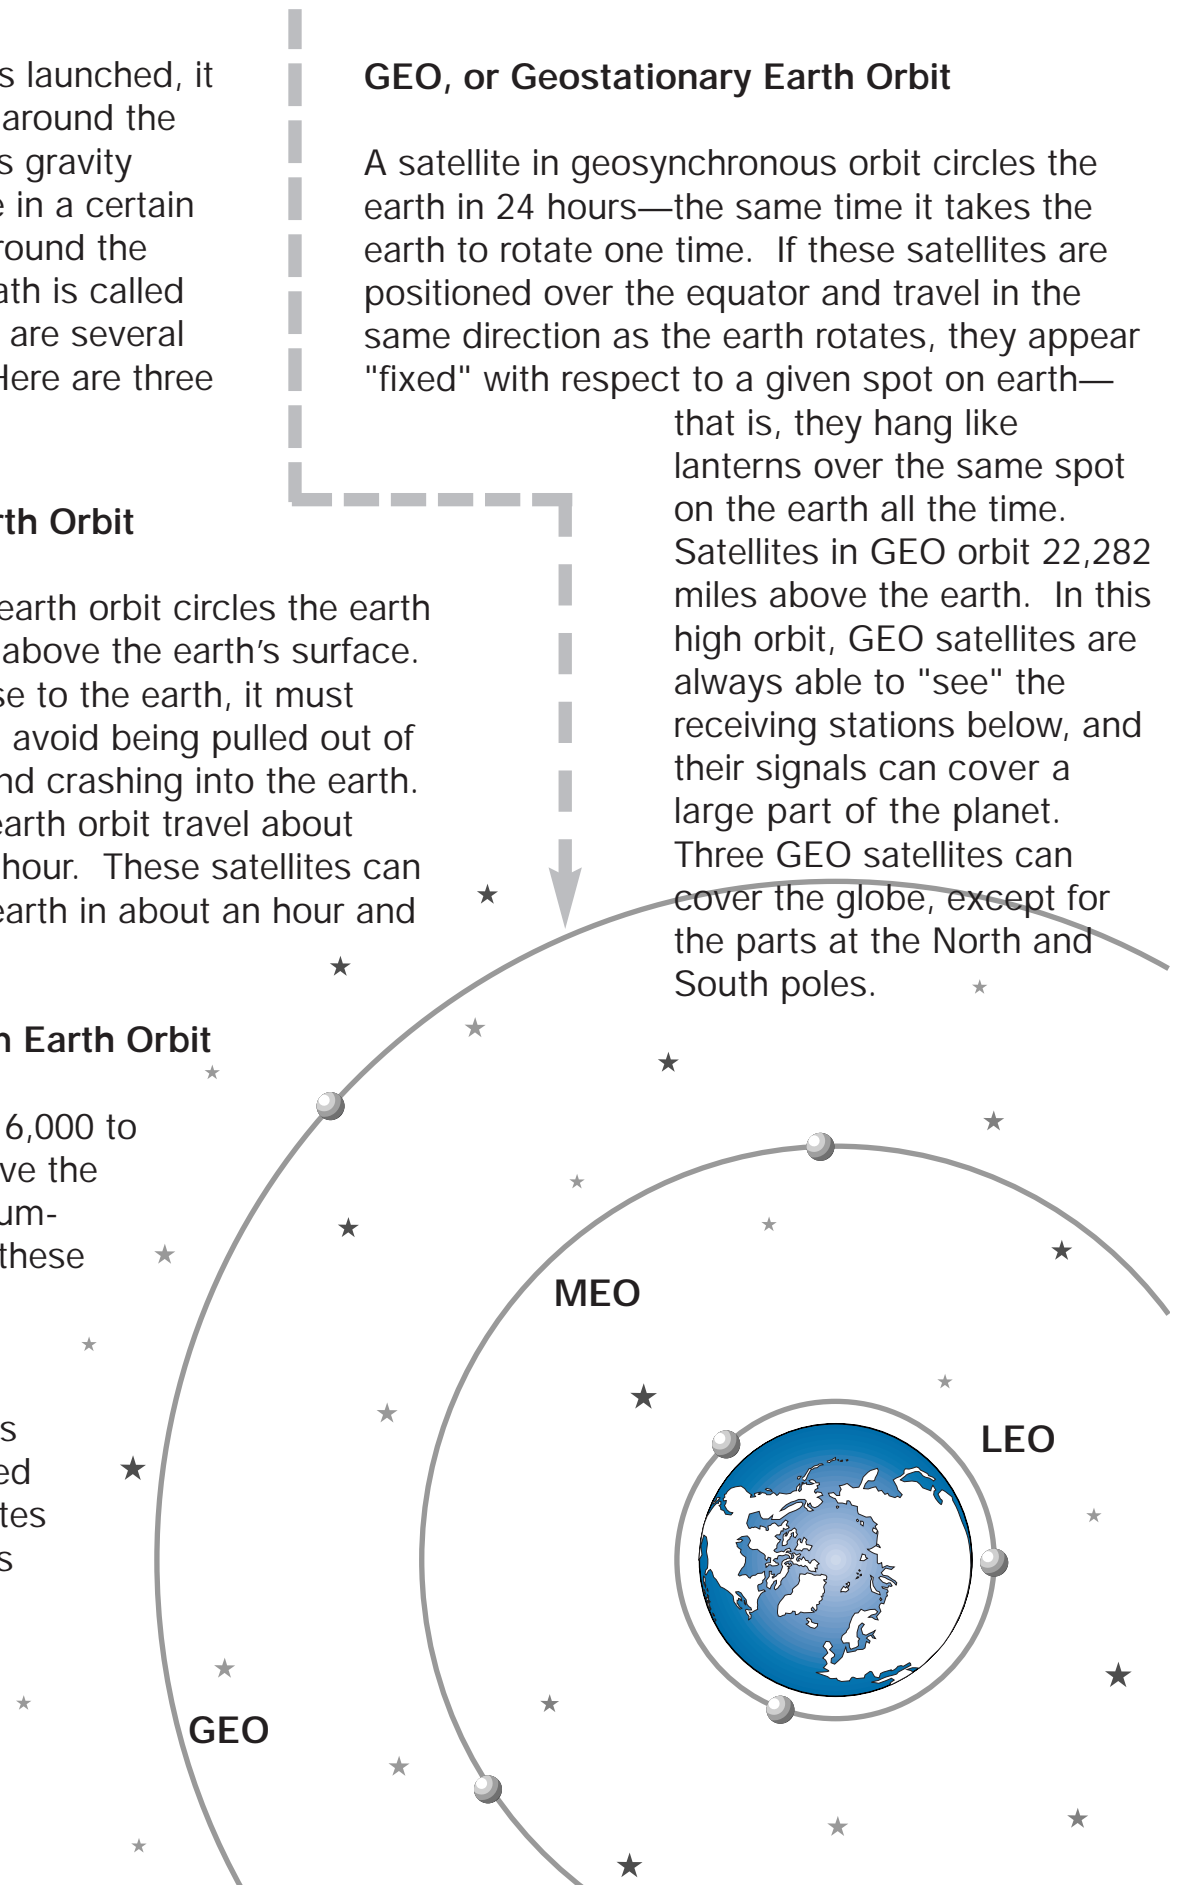 s launched, it
around the
s gravity
e in a certain
round the
ath is called
are several
Here are three
rth Orbit
earth orbit circles the earth
above the earth's surface.
se to the earth, it must
avoid being pulled out of
nd crashing into the earth.
earth orbit travel about
hour. These satellites can
earth in about an hour and
n Earth Orbit
6,000 to
ve the
um-
these
s
ed
tes
s
GEO, or Geostationary Earth Orbit
A satellite in geosynchronous orbit circles the
earth in 24 hours—the same time it takes the
earth to rotate one time. If these satellites are
positioned over the equator and travel in the
same direction as the earth rotates, they appear
"fixed" with respect to a given spot on earth—
that is, they hang like
lanterns over the same spot
on the earth all the time.
Satellites in GEO orbit 22,282
miles above the earth. In this
high orbit, GEO satellites are
always able to "see" the
receiving stations below, and
their signals can cover a
large part of the planet.
Three GEO satellites can
cover the globe, except for
the parts at the North and
South poles.
MEO
LEO
GEO